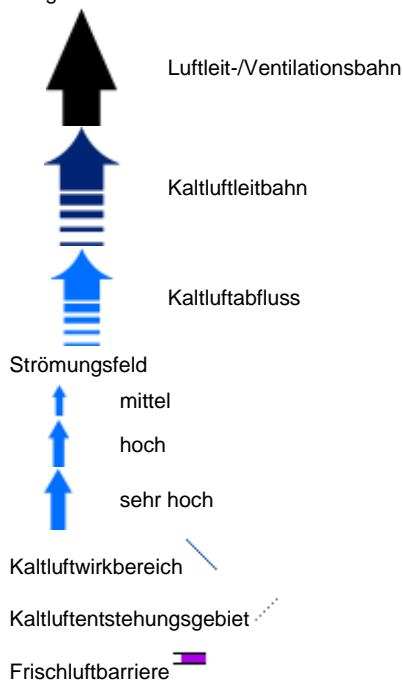 Luftleit-/Ventilationsbahn
Kaltluftleitbahn
Kaltluftabfluss
Strömungsfeld
mittel
hoch
sehr hoch
Kaltluftwirkbereich
Kaltluftentstehungsgebiet
Frischluftbarriere